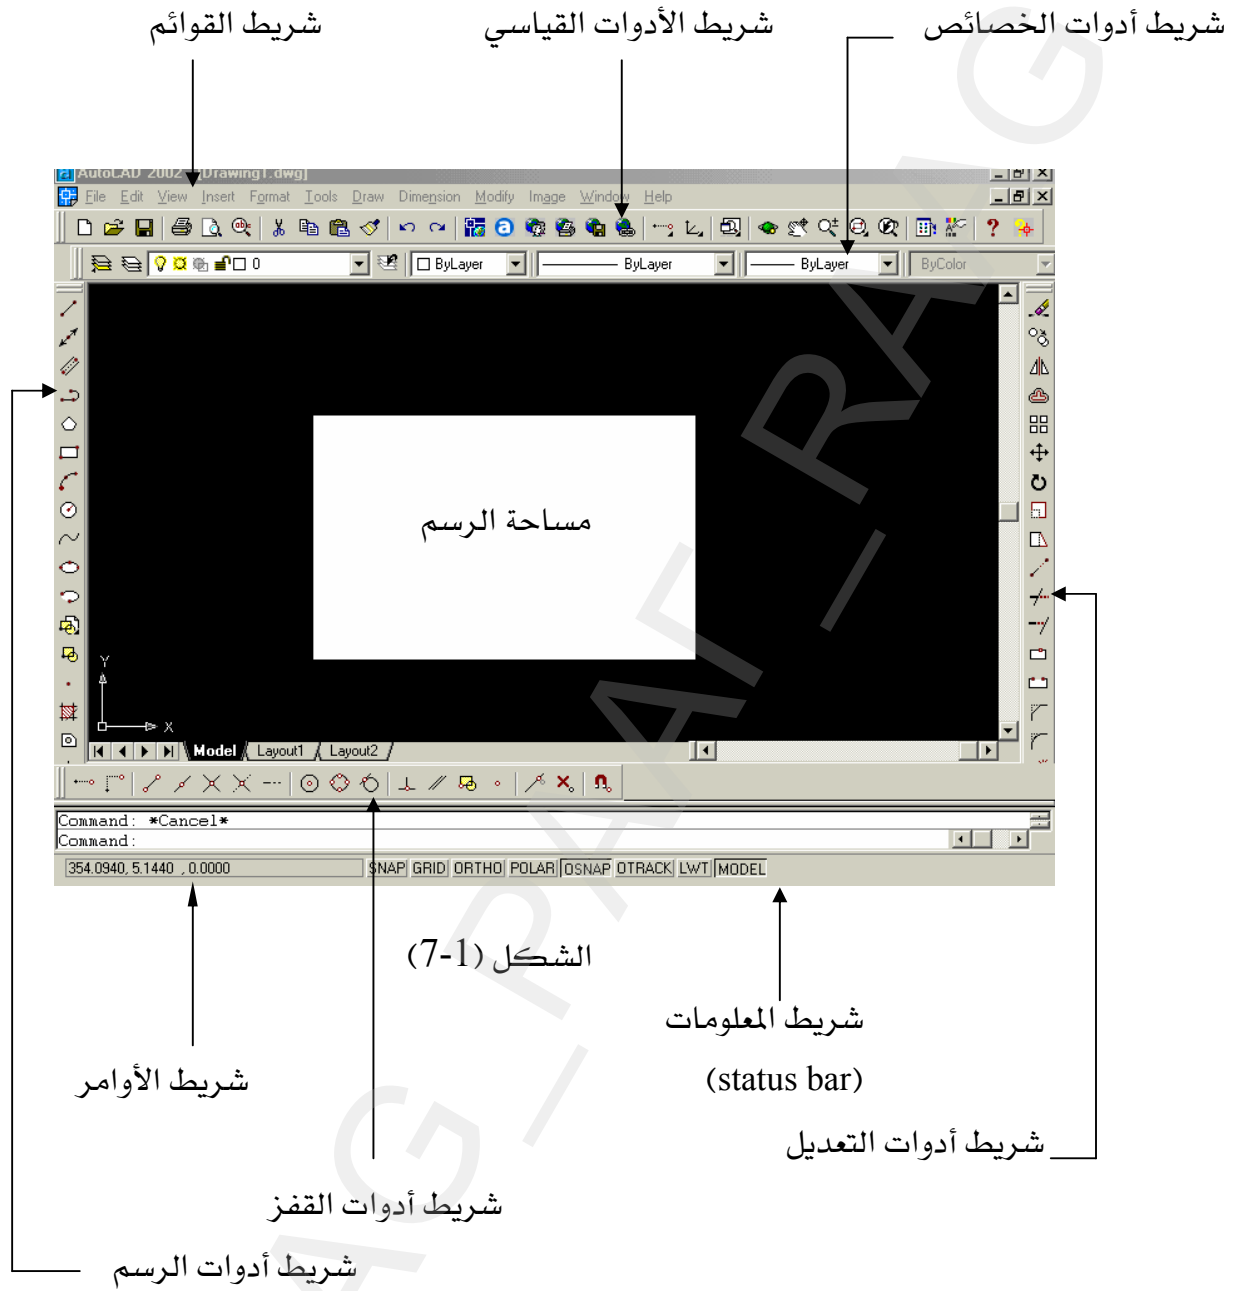 شريط القوائم
شريط الأدوات القياسي
شريط أدوات الخصائص
AutoCAD 2002 [Drawing1.dwg]
File Edit View Insert Format Tools Draw Dimension Modify Image Window Help
0 ByLayer ByLayer ByLayer ByColor
مساحة الرسم
Y
X
Model Layout1 Layout2
Command: *Cancel*
Command:
354.0940, 5.1440 , 0.0000 SNAP GRID ORTHO POLAR OSNAP OTRACK LWT MODEL
الشكل (7-1)
شريط المعلومات
(status bar)
شريط الأوامر
شريط أدوات التعديل
شريط أدوات القفز
شريط أدوات الرسم